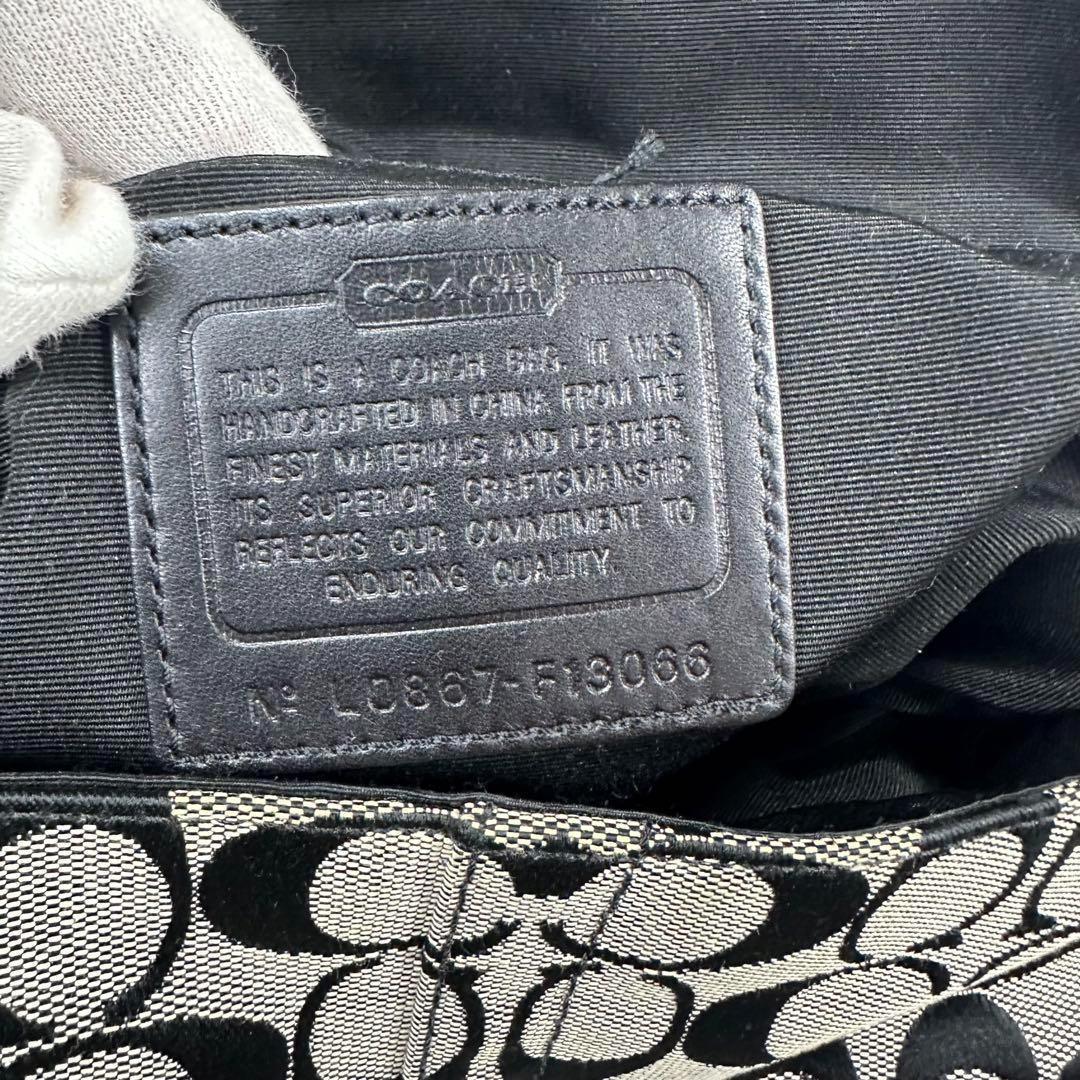 COACH
THIS IS A COACH BAG. IT WAS
HANDCRAFTED IN CHINA FROM THE
FINEST MATERIALS AND LEATHER.
ITS SUPERIOR CRAFTSMANSHIP
REFLECTS OUR COMMITMENT TO
ENDURING QUALITY.
Nº L0867-F13066